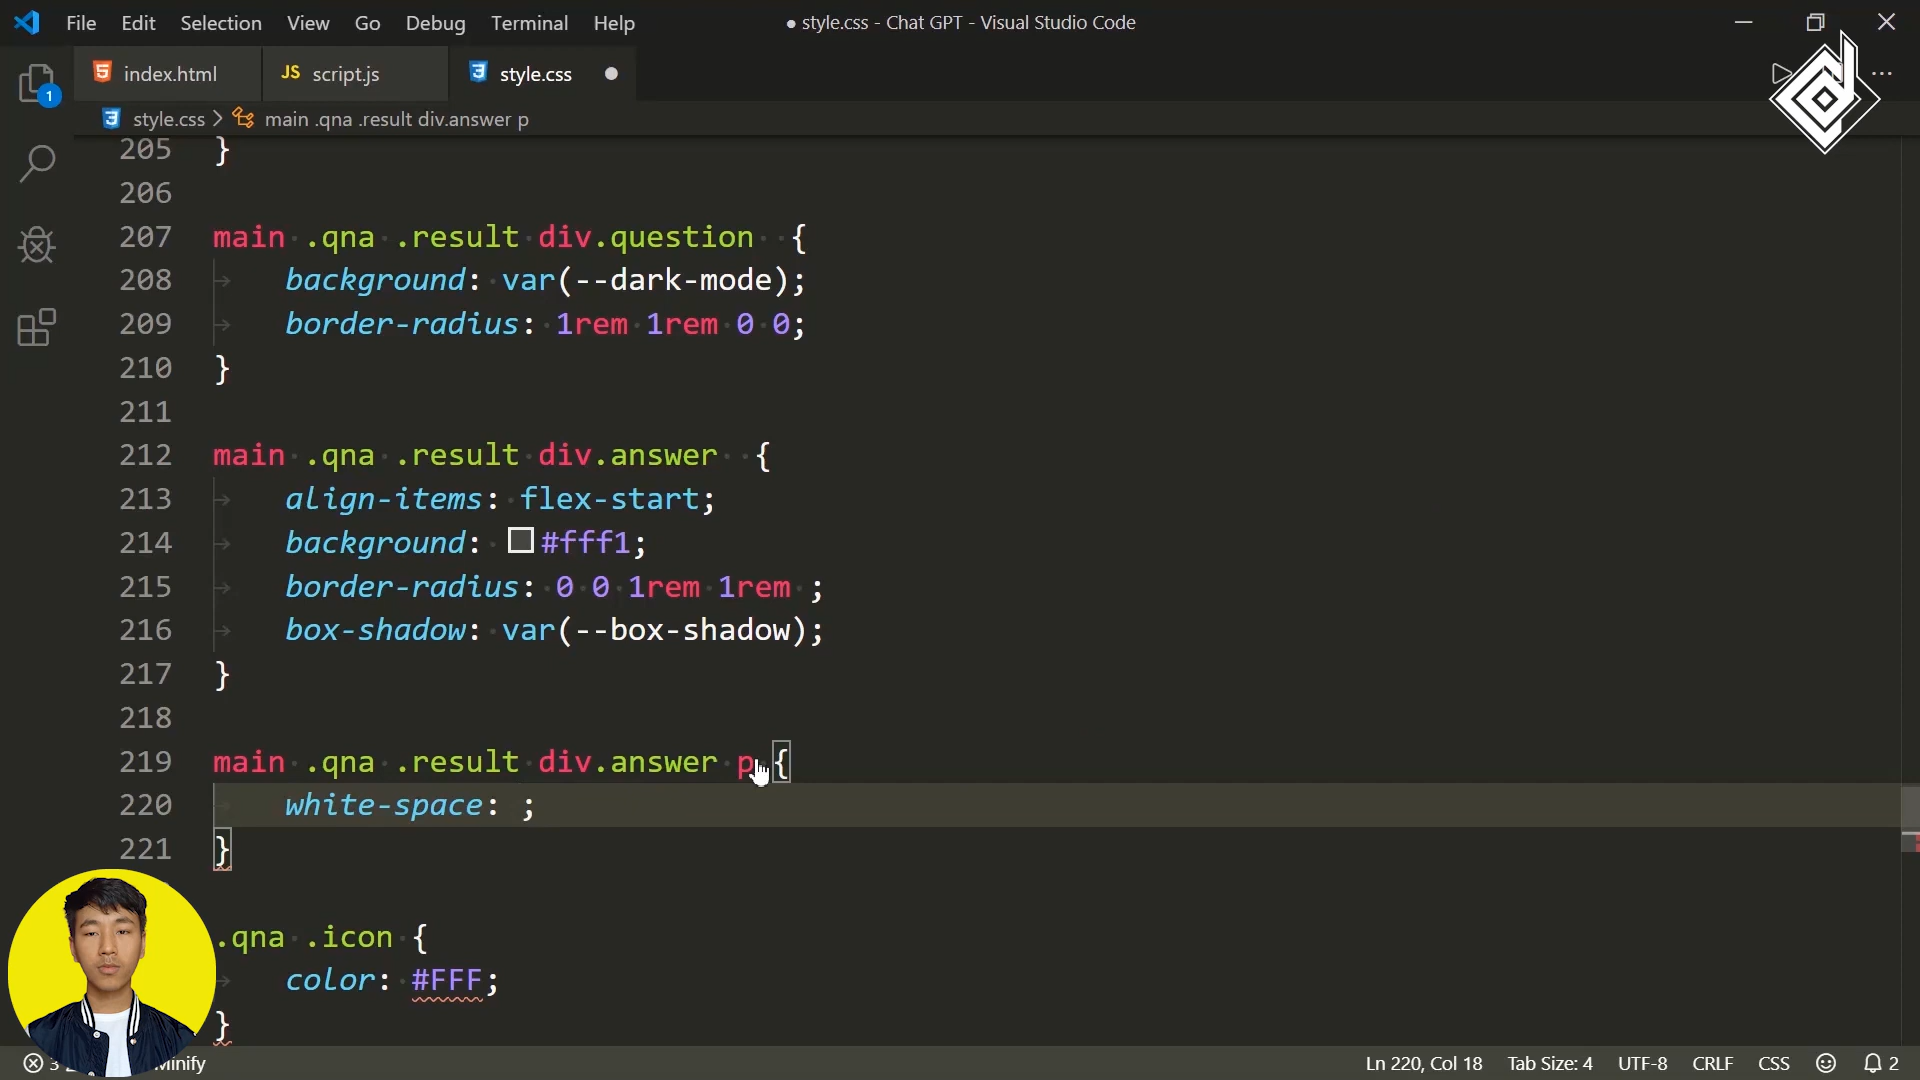 File Edit Selection View Go Debug Terminal Help
● style.css - Chat GPT - Visual Studio Code
index.html
JS script.js
style.css
1
style.css > main .qna .result div.answer p
205 }
206
207 main .qna .result div.question {
208 background: var(--dark-mode);
209 border-radius: 1rem 1rem 0 0;
210 }
211
212 main .qna .result div.answer {
213 align-items: flex-start;
214 background: #fff1;
215 border-radius: 0 0 1rem 1rem ;
216 box-shadow: var(--box-shadow);
217 }
218
219 main .qna .result div.answer p {
220 white-space: ;
221 }
.qna .icon {
color: #FFF;
}
3
Minify
Ln 220, Col 18 Tab Size: 4 UTF-8 CRLF CSS 2